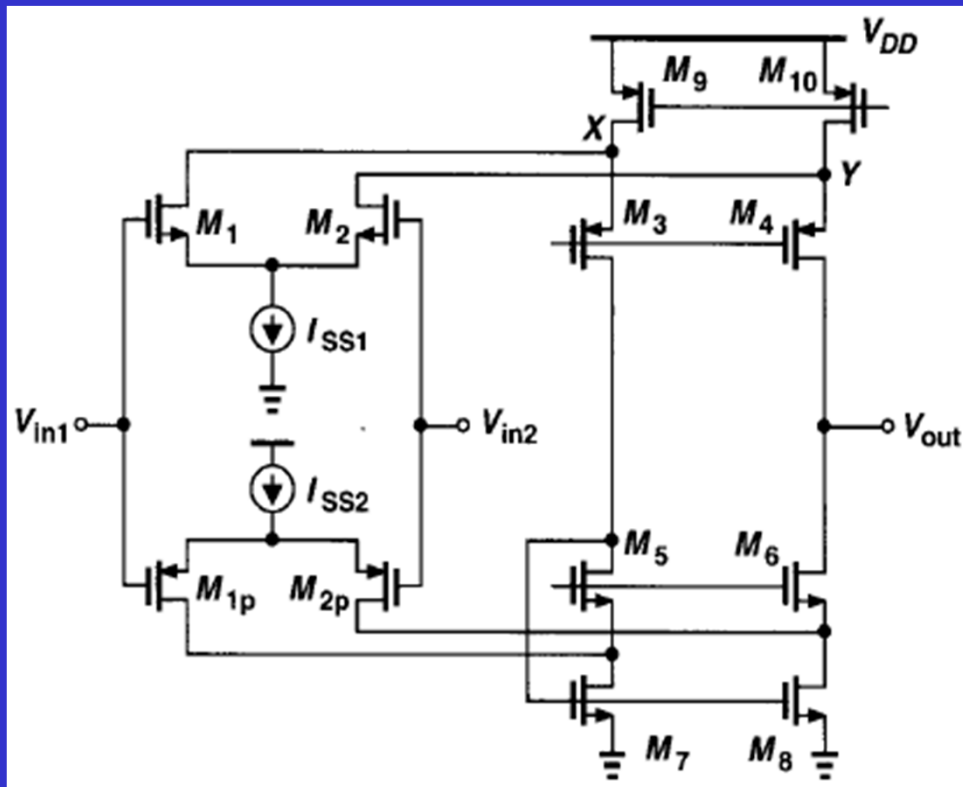 V_DD
M_9 M_10
X
Y
M_1 M_2 M_3 M_4
I_SS1
V_in1 V_in2 V_out
I_SS2
M_5 M_6
M_1p M_2p
M_7 M_8